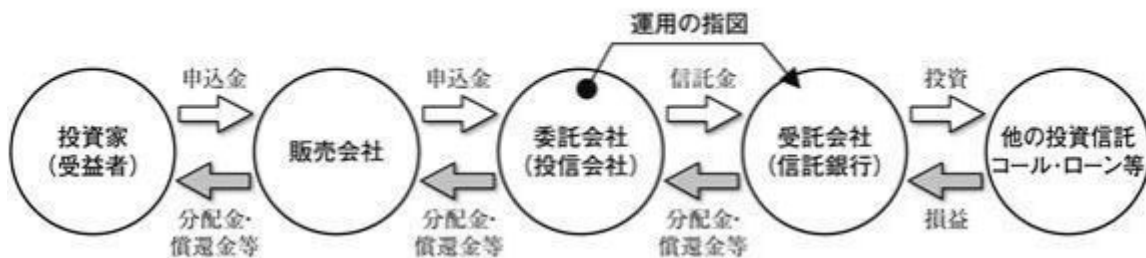 運用の指図
申込金
申込金
信託金
投資
投資家
(受益者)
販売会社
委託会社
(投信会社)
受託会社
(信託銀行)
他の投資信託
コール・ローン等
分配金・
償還金等
分配金・
償還金等
分配金・
償還金等
損益